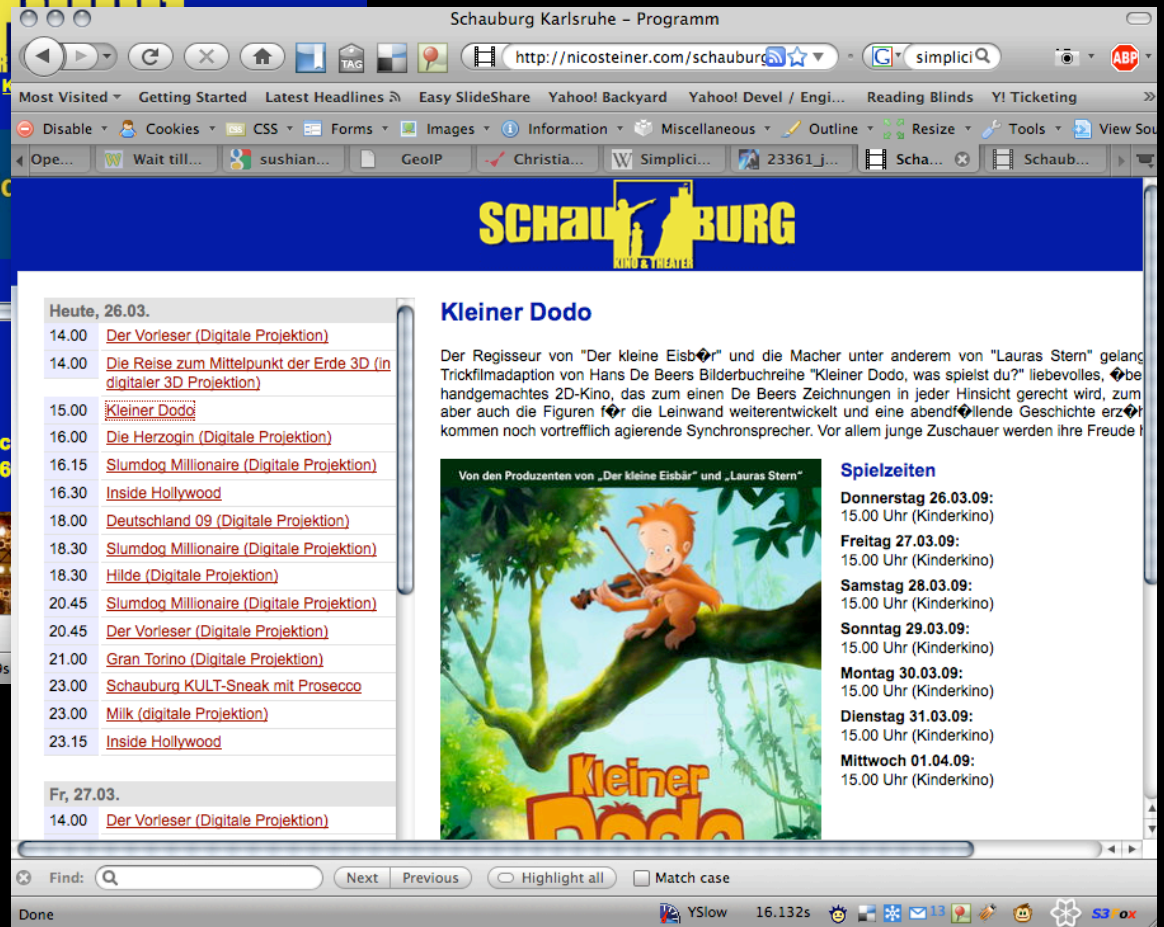 Schauburg Karlsruhe – Programm
TAG
http://nicosteiner.com/schauburg
G
simplici
ABP
Most Visited
Getting Started
Latest Headlines
Easy SlideShare
Yahoo! Backyard
Yahoo! Devel / Engi...
Reading Blinds
Y! Ticketing
»
Disable
Cookies
CSS
Forms
Images
Information
Miscellaneous
Outline
Resize
Tools
View Sou
Ope...
Wait till...
sushian...
GeoIP
Christia...
Simplici...
23361_j...
Scha...
Schaub...
SCHAUBURG
KINO & THEATER
Heute, 26.03.
14.00 Der Vorleser (Digitale Projektion)
14.00 Die Reise zum Mittelpunkt der Erde 3D (in
digitaler 3D Projektion)
15.00 Kleiner Dodo
16.00 Die Herzogin (Digitale Projektion)
16.15 Slumdog Millionaire (Digitale Projektion)
16.30 Inside Hollywood
18.00 Deutschland 09 (Digitale Projektion)
18.30 Slumdog Millionaire (Digitale Projektion)
18.30 Hilde (Digitale Projektion)
20.45 Slumdog Millionaire (Digitale Projektion)
20.45 Der Vorleser (Digitale Projektion)
21.00 Gran Torino (Digitale Projektion)
23.00 Schauburg KULT-Sneak mit Prosecco
23.00 Milk (digitale Projektion)
23.15 Inside Hollywood
Fr, 27.03.
14.00 Der Vorleser (Digitale Projektion)
Kleiner Dodo
Der Regisseur von "Der kleine Eisb�r" und die Macher unter anderem von "Lauras Stern" gelang
Trickfilmadaption von Hans De Beers Bilderbuchreihe "Kleiner Dodo, was spielst du?" liebevolles, �be
handgemachtes 2D-Kino, das zum einen De Beers Zeichnungen in jeder Hinsicht gerecht wird, zum
aber auch die Figuren f�r die Leinwand weiterentwickelt und eine abendf�llende Geschichte erz�h
kommen noch vortrefflich agierende Synchronsprecher. Vor allem junge Zuschauer werden ihre Freude h
Von den Produzenten von „Der kleine Eisbär“ und „Lauras Stern“
Kleiner
Dodo
Spielzeiten
Donnerstag 26.03.09:
15.00 Uhr (Kinderkino)
Freitag 27.03.09:
15.00 Uhr (Kinderkino)
Samstag 28.03.09:
15.00 Uhr (Kinderkino)
Sonntag 29.03.09:
15.00 Uhr (Kinderkino)
Montag 30.03.09:
15.00 Uhr (Kinderkino)
Dienstag 31.03.09:
15.00 Uhr (Kinderkino)
Mittwoch 01.04.09:
15.00 Uhr (Kinderkino)
Find:
Next
Previous
Highlight all
Match case
Done
YSlow
16.132s
13
S3Fox